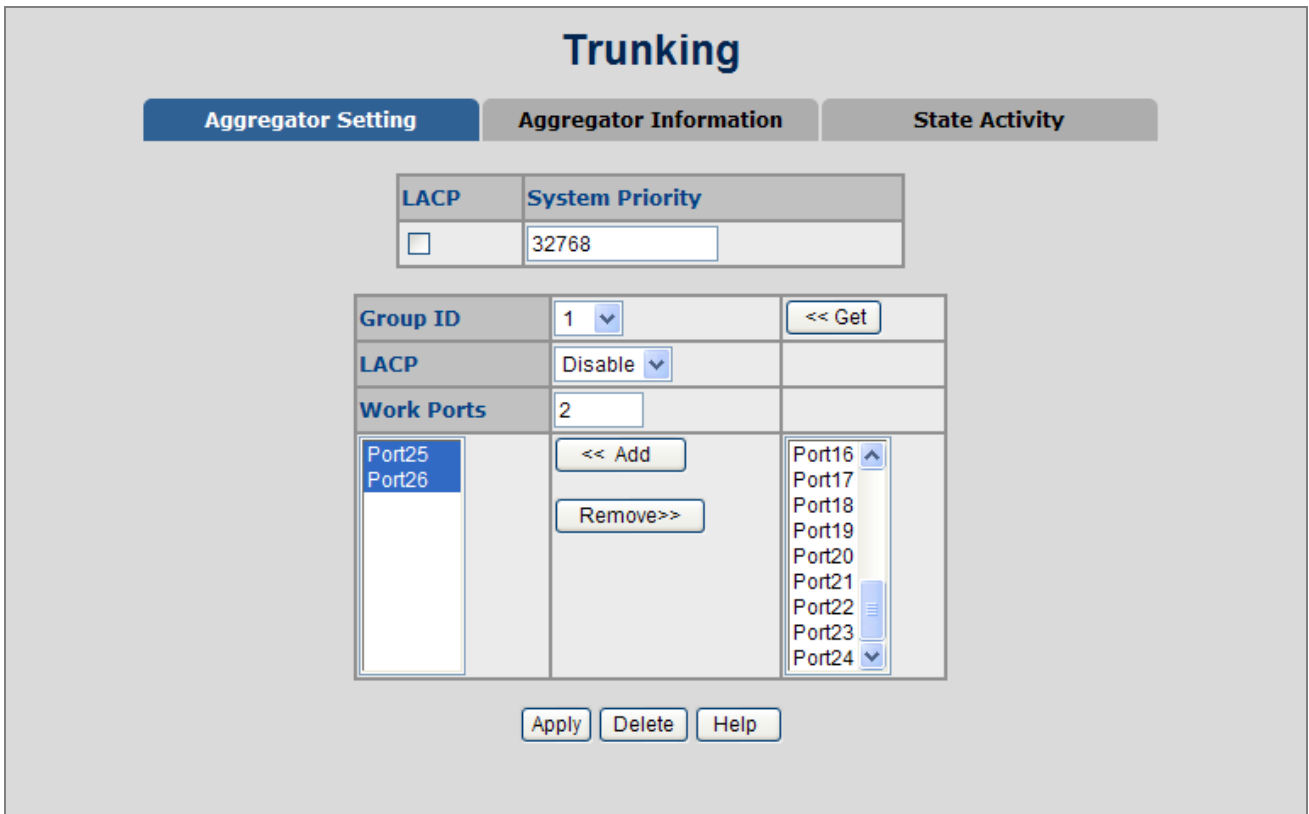 Trunking
Aggregator Setting Aggregator Information State Activity
LACP System Priority
32768
Group ID 1 << Get
LACP Disable
Work Ports 2
Port25
Port26
<< Add
Remove>>
Port16
Port17
Port18
Port19
Port20
Port21
Port22
Port23
Port24
Apply Delete Help